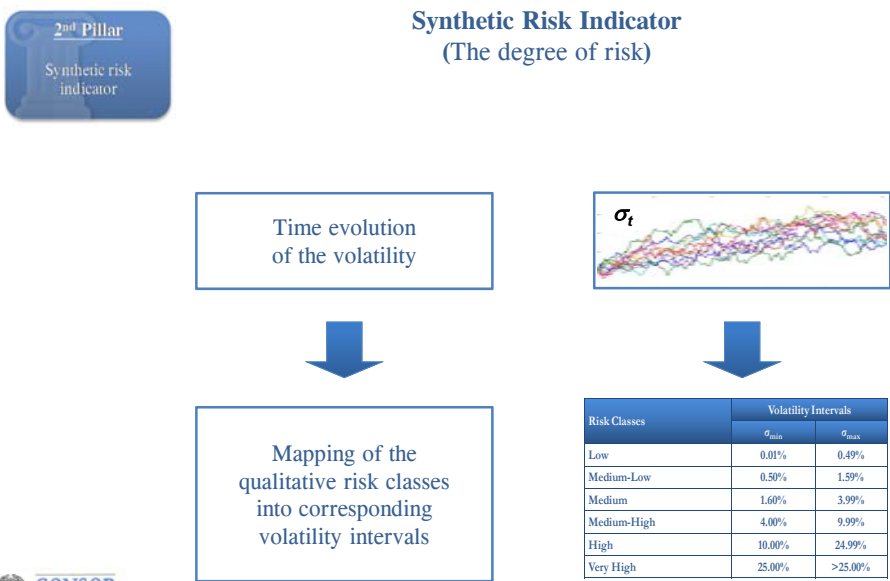 2nd Pillar
Synthetic risk
indicator
Synthetic Risk Indicator
(The degree of risk)
Time evolution
of the volatility
σt
Mapping of the
qualitative risk classes
into corresponding
volatility intervals
Risk Classes Volatility Intervals
σmin σmax
Low 0.01% 0.49%
Medium-Low 0.50% 1.59%
Medium 1.60% 3.99%
Medium-High 4.00% 9.99%
High 10.00% 24.99%
Very High 25.00% >25.00%